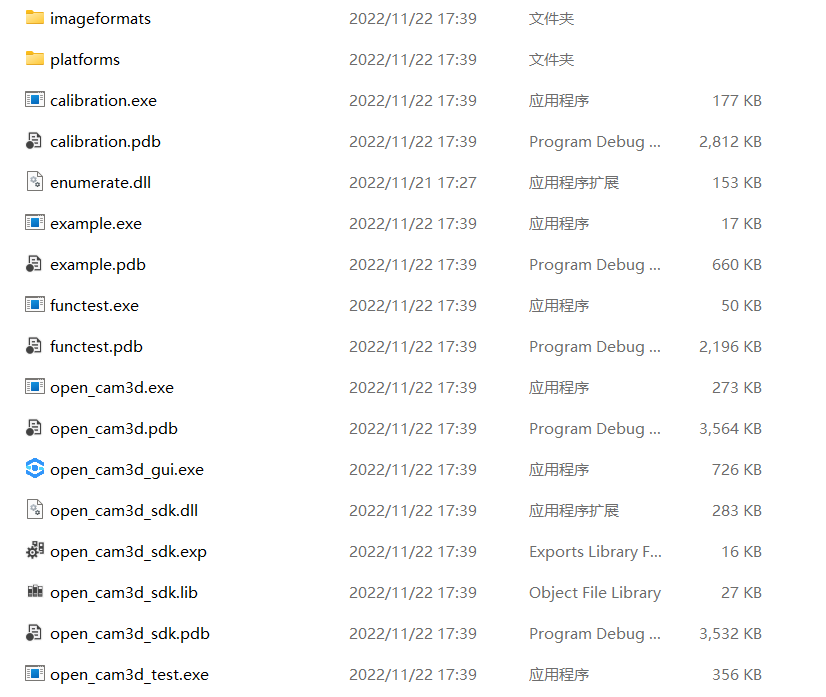 imageformats 2022/11/22 17:39 文件夹
platforms 2022/11/22 17:39 文件夹
calibration.exe 2022/11/22 17:39 应用程序 177 KB
calibration.pdb 2022/11/22 17:39 Program Debug ... 2,812 KB
enumerate.dll 2022/11/21 17:27 应用程序扩展 153 KB
example.exe 2022/11/22 17:39 应用程序 17 KB
example.pdb 2022/11/22 17:39 Program Debug ... 660 KB
functest.exe 2022/11/22 17:39 应用程序 50 KB
functest.pdb 2022/11/22 17:39 Program Debug ... 2,196 KB
open_cam3d.exe 2022/11/22 17:39 应用程序 273 KB
open_cam3d.pdb 2022/11/22 17:39 Program Debug ... 3,564 KB
open_cam3d_gui.exe 2022/11/22 17:39 应用程序 726 KB
open_cam3d_sdk.dll 2022/11/22 17:39 应用程序扩展 283 KB
open_cam3d_sdk.exp 2022/11/22 17:39 Exports Library F... 16 KB
open_cam3d_sdk.lib 2022/11/22 17:39 Object File Library 27 KB
open_cam3d_sdk.pdb 2022/11/22 17:39 Program Debug ... 3,532 KB
open_cam3d_test.exe 2022/11/22 17:39 应用程序 356 KB